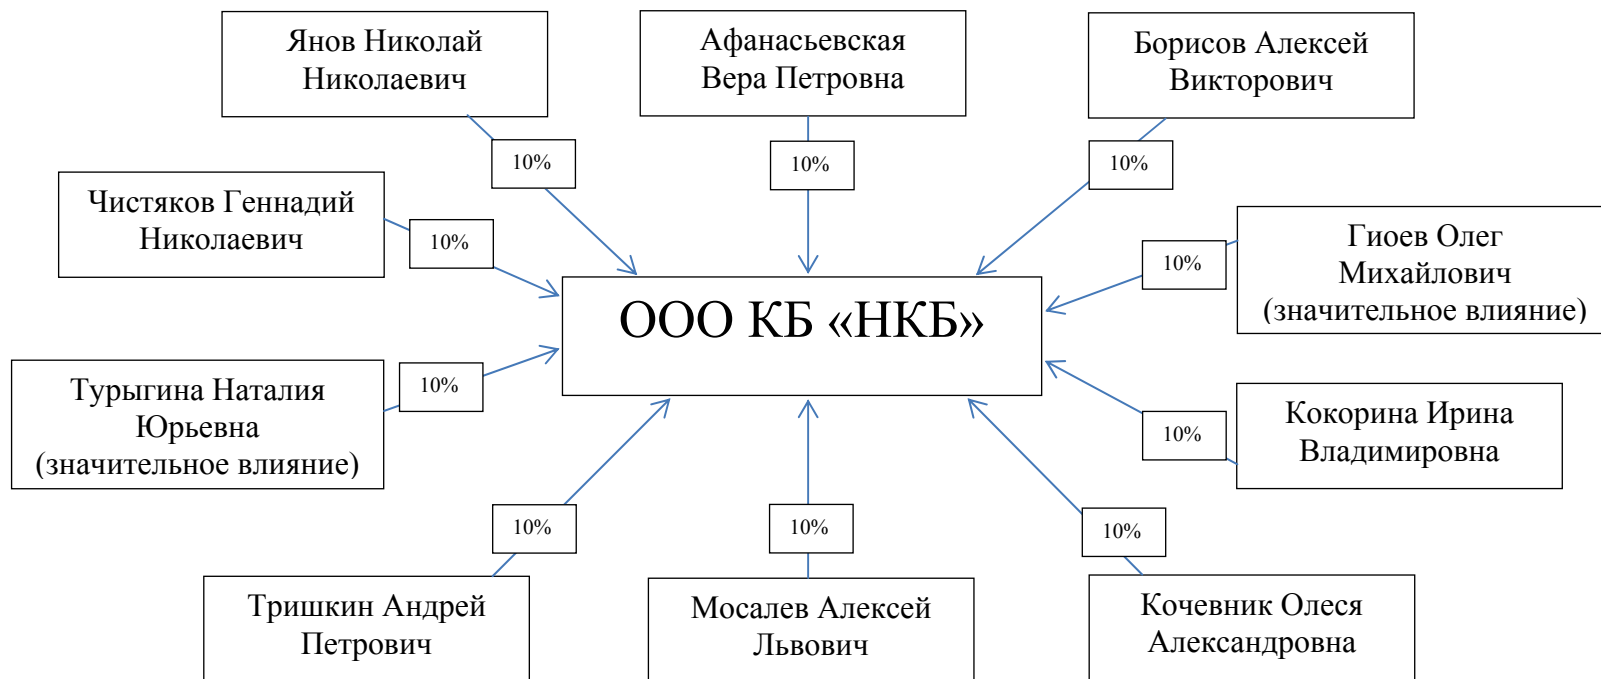 Янов Николай
Николаевич
Афанасьевская
Вера Петровна
Борисов Алексей
Викторович
10%
10%
10%
Чистяков Геннадий
Николаевич
10%
Гиоев Олег
Михайлович
(значительное влияние)
10%
ООО КБ «НКБ»
Турыгина Наталия
Юрьевна
(значительное влияние)
10%
Кокорина Ирина
Владимировна
10%
10%
10%
10%
Тришкин Андрей
Петрович
Мосалев Алексей
Львович
Кочевник Олеся
Александровна